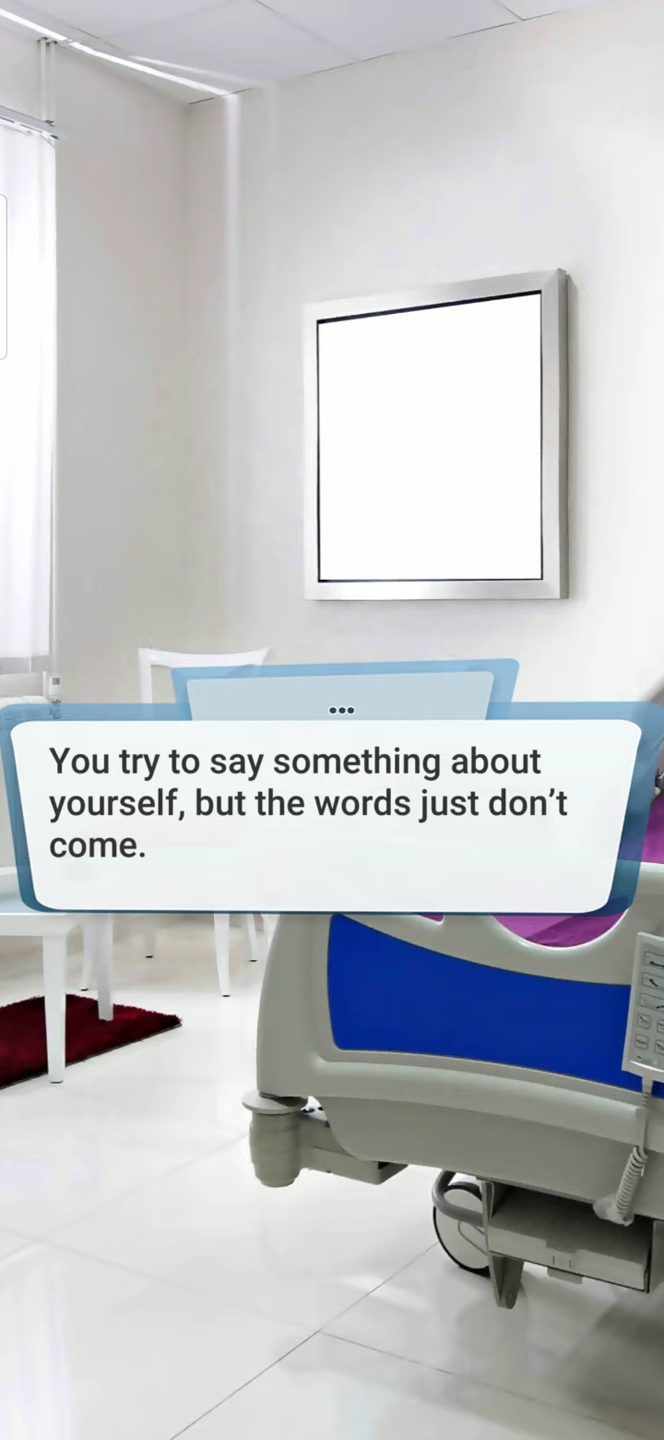 •••
You try to say something about
yourself, but the words just don’t
come.